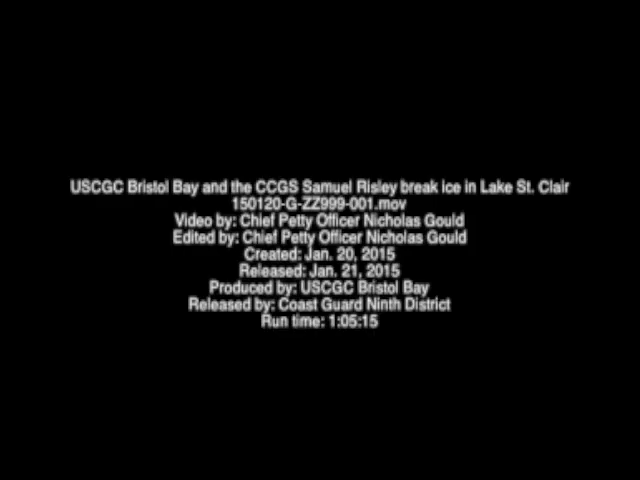 USCGC Bristol Bay and the CCGS Samuel Risley break ice in Lake St. Clair
150120-G-ZZ999-001.mov
Video by: Chief Petty Officer Nicholas Gould
Edited by: Chief Petty Officer Nicholas Gould
Created: Jan. 20, 2015
Released: Jan. 21, 2015
Produced by: USCGC Bristol Bay
Released by: Coast Guard Ninth District
Run time: 1:05:15